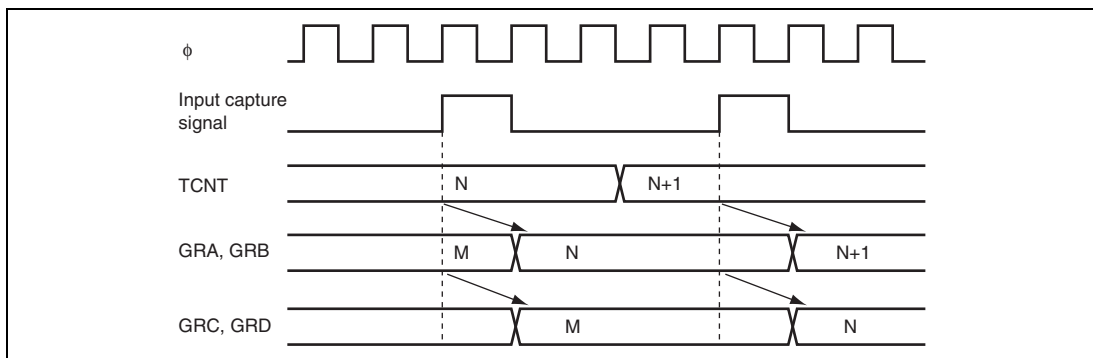 ϕ
Input capture
signal
TCNT N N+1
GRA, GRB M N N+1
GRC, GRD M N